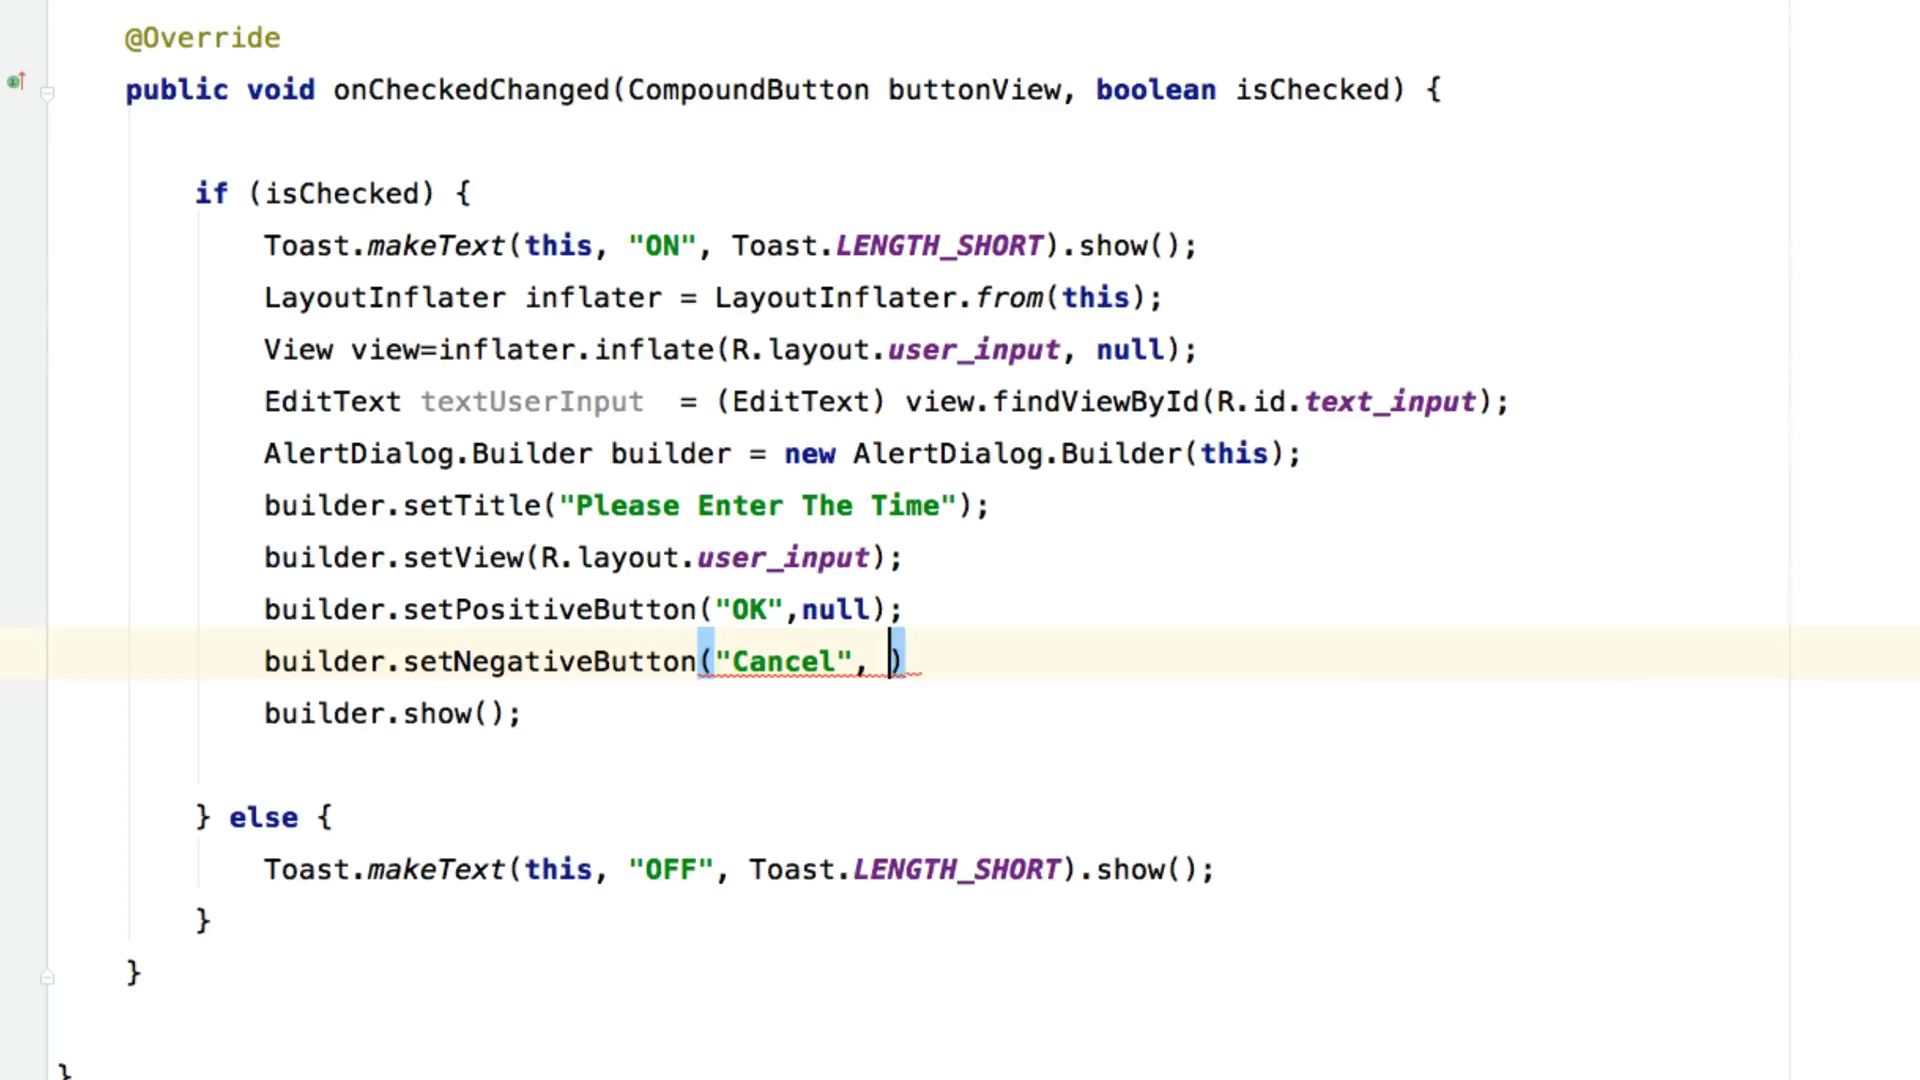 @Override
public void onCheckedChanged(CompoundButton buttonView, boolean isChecked) {
if (isChecked) {
Toast.makeText(this, "ON", Toast.LENGTH_SHORT).show();
LayoutInflater inflater = LayoutInflater.from(this);
View view=inflater.inflate(R.layout.user_input, null);
EditText textUserInput  = (EditText) view.findViewById(R.id.text_input);
AlertDialog.Builder builder = new AlertDialog.Builder(this);
builder.setTitle("Please Enter The Time");
builder.setView(R.layout.user_input);
builder.setPositiveButton("OK",null);
builder.setNegativeButton("Cancel", )
builder.show();
} else {
Toast.makeText(this, "OFF", Toast.LENGTH_SHORT).show();
}
}
}